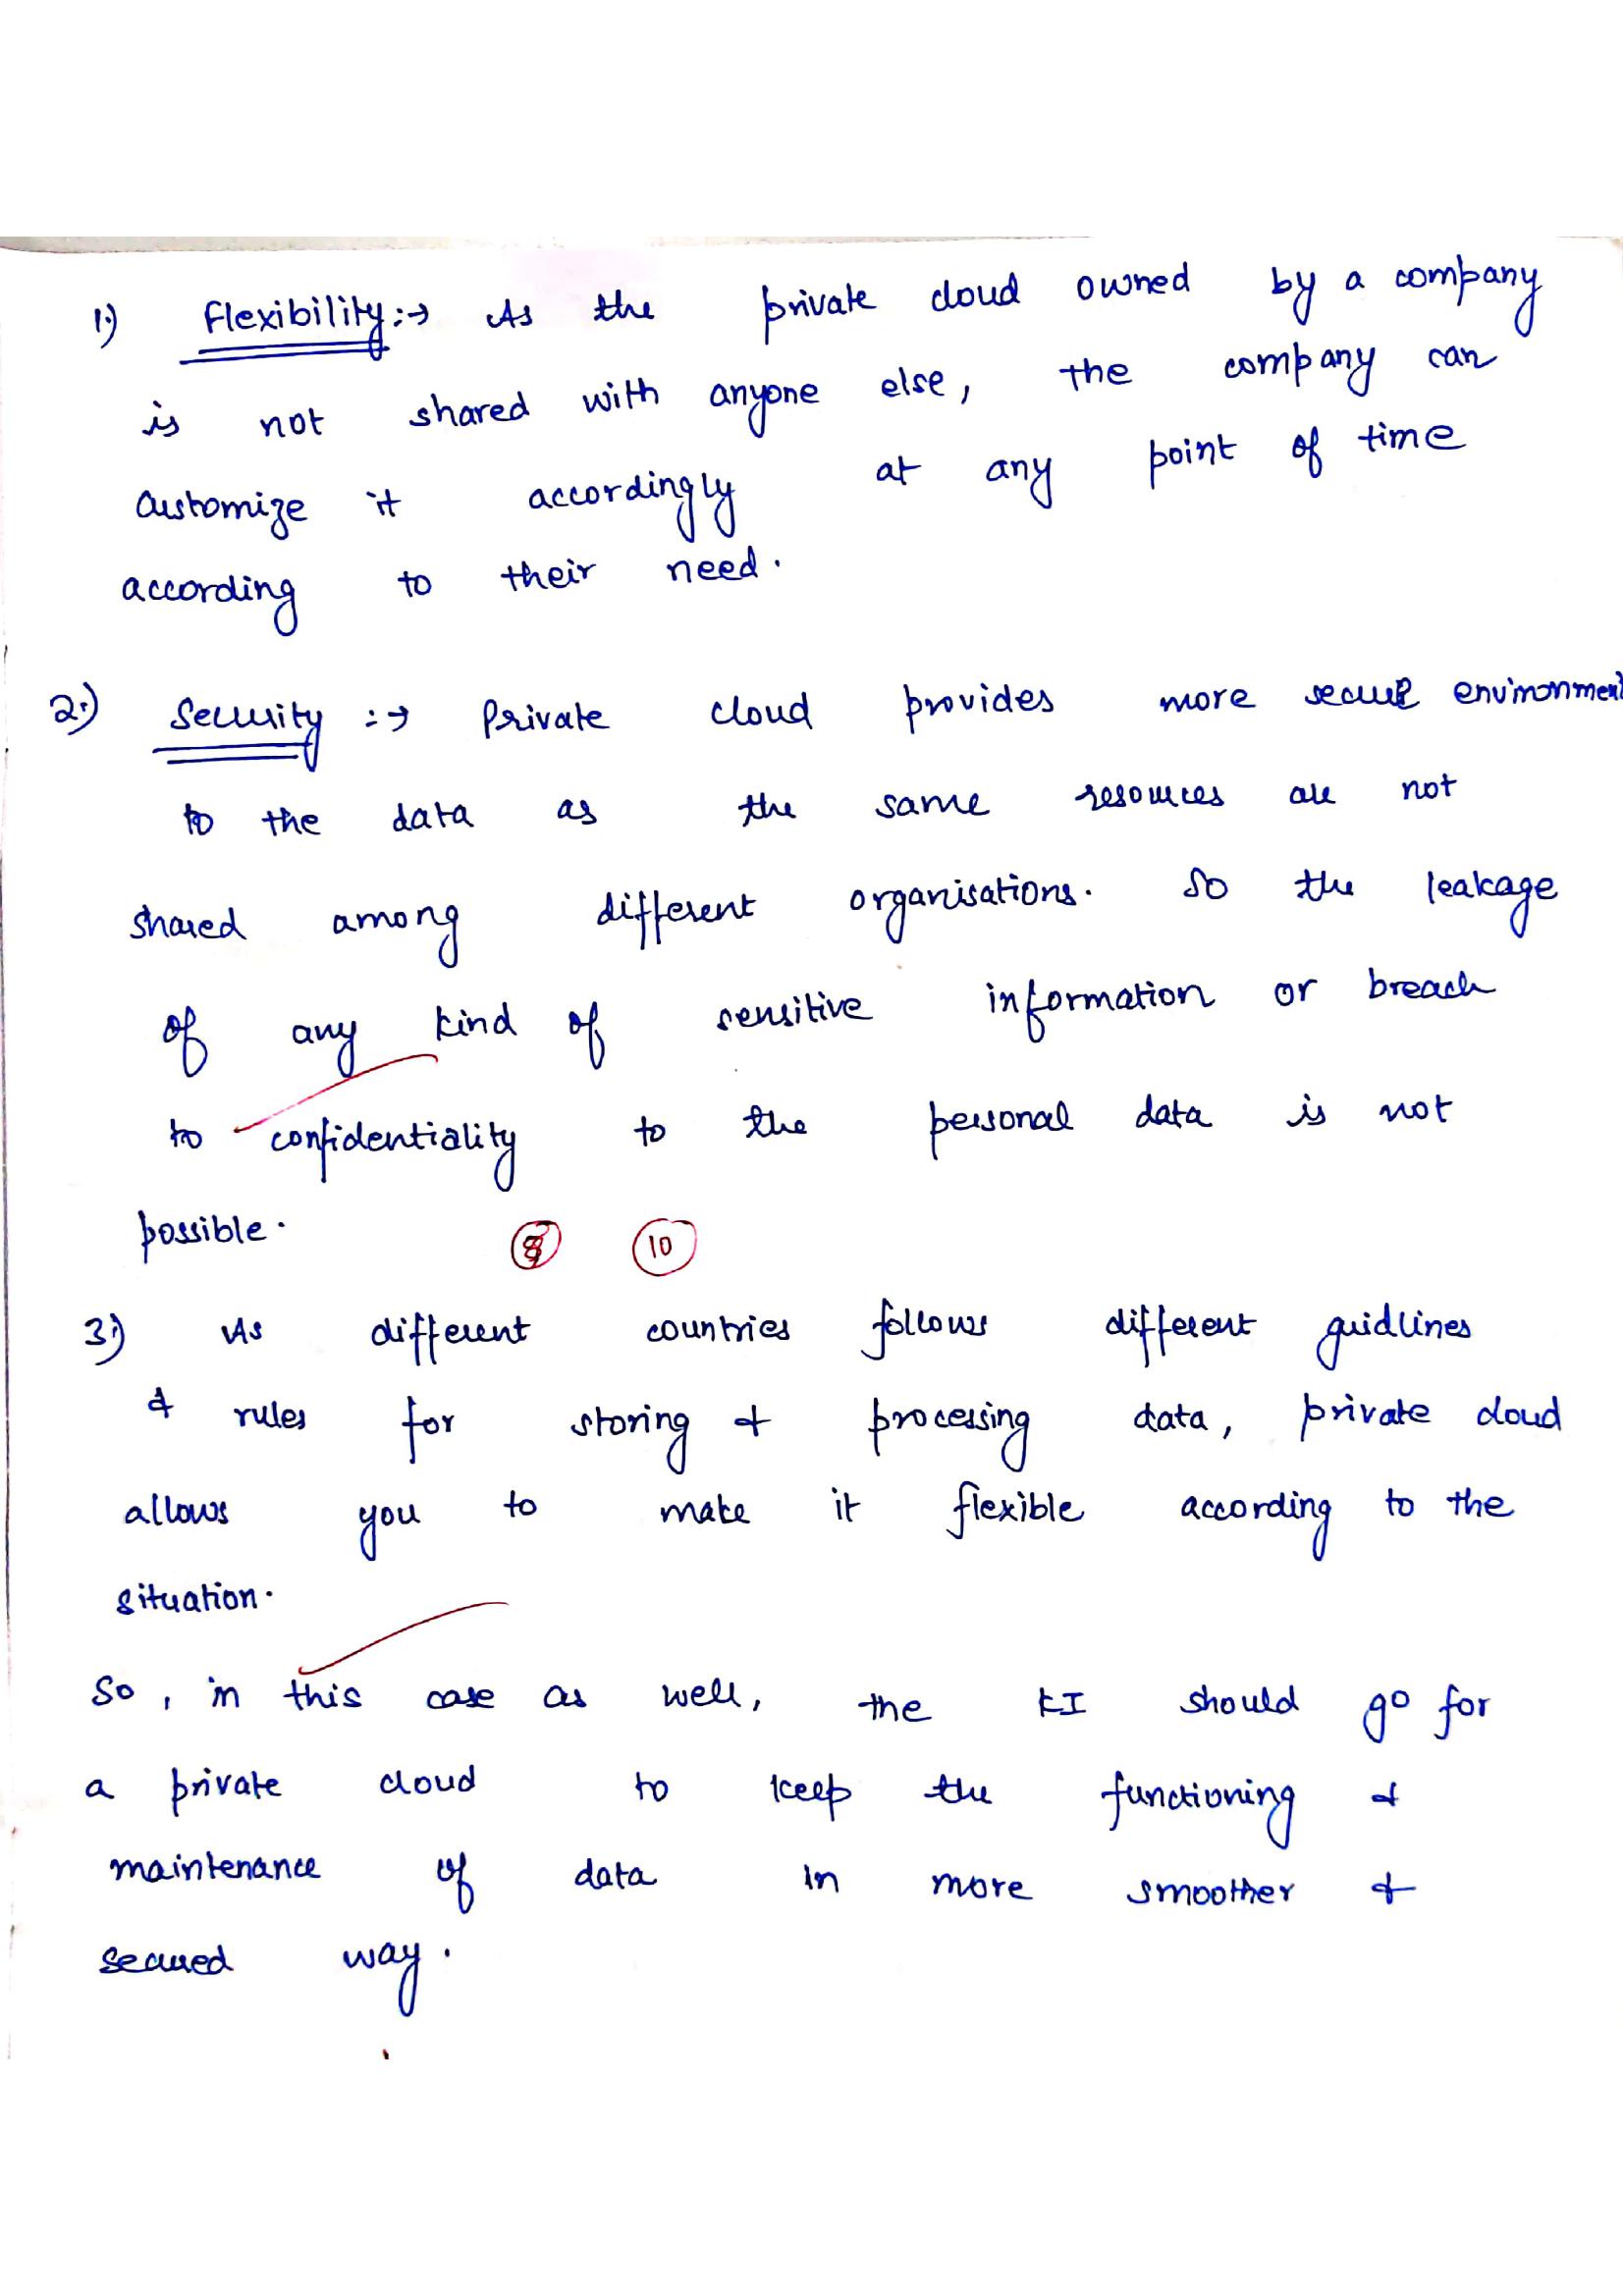 1.) Flexibility :→ As the private cloud owned by a company
is not shared with anyone else, the company can
customize it accordingly at any point of time
according to their need.
2.) Security :→ Private cloud provides more secure environment
to the data as the same resources are not
shared among different organisations. So the leakage
of any kind of sensitive information or breach
to confidentiality to the personal data is not
possible.
10
3.) As different countries follows different guidlines
& rules for storing & processing data, private cloud
allows you to make it flexible according to the
situation.
So, in this case as well, the KI should go for
a private cloud to keep the functioning &
maintenance of data in more smoother &
secured way.